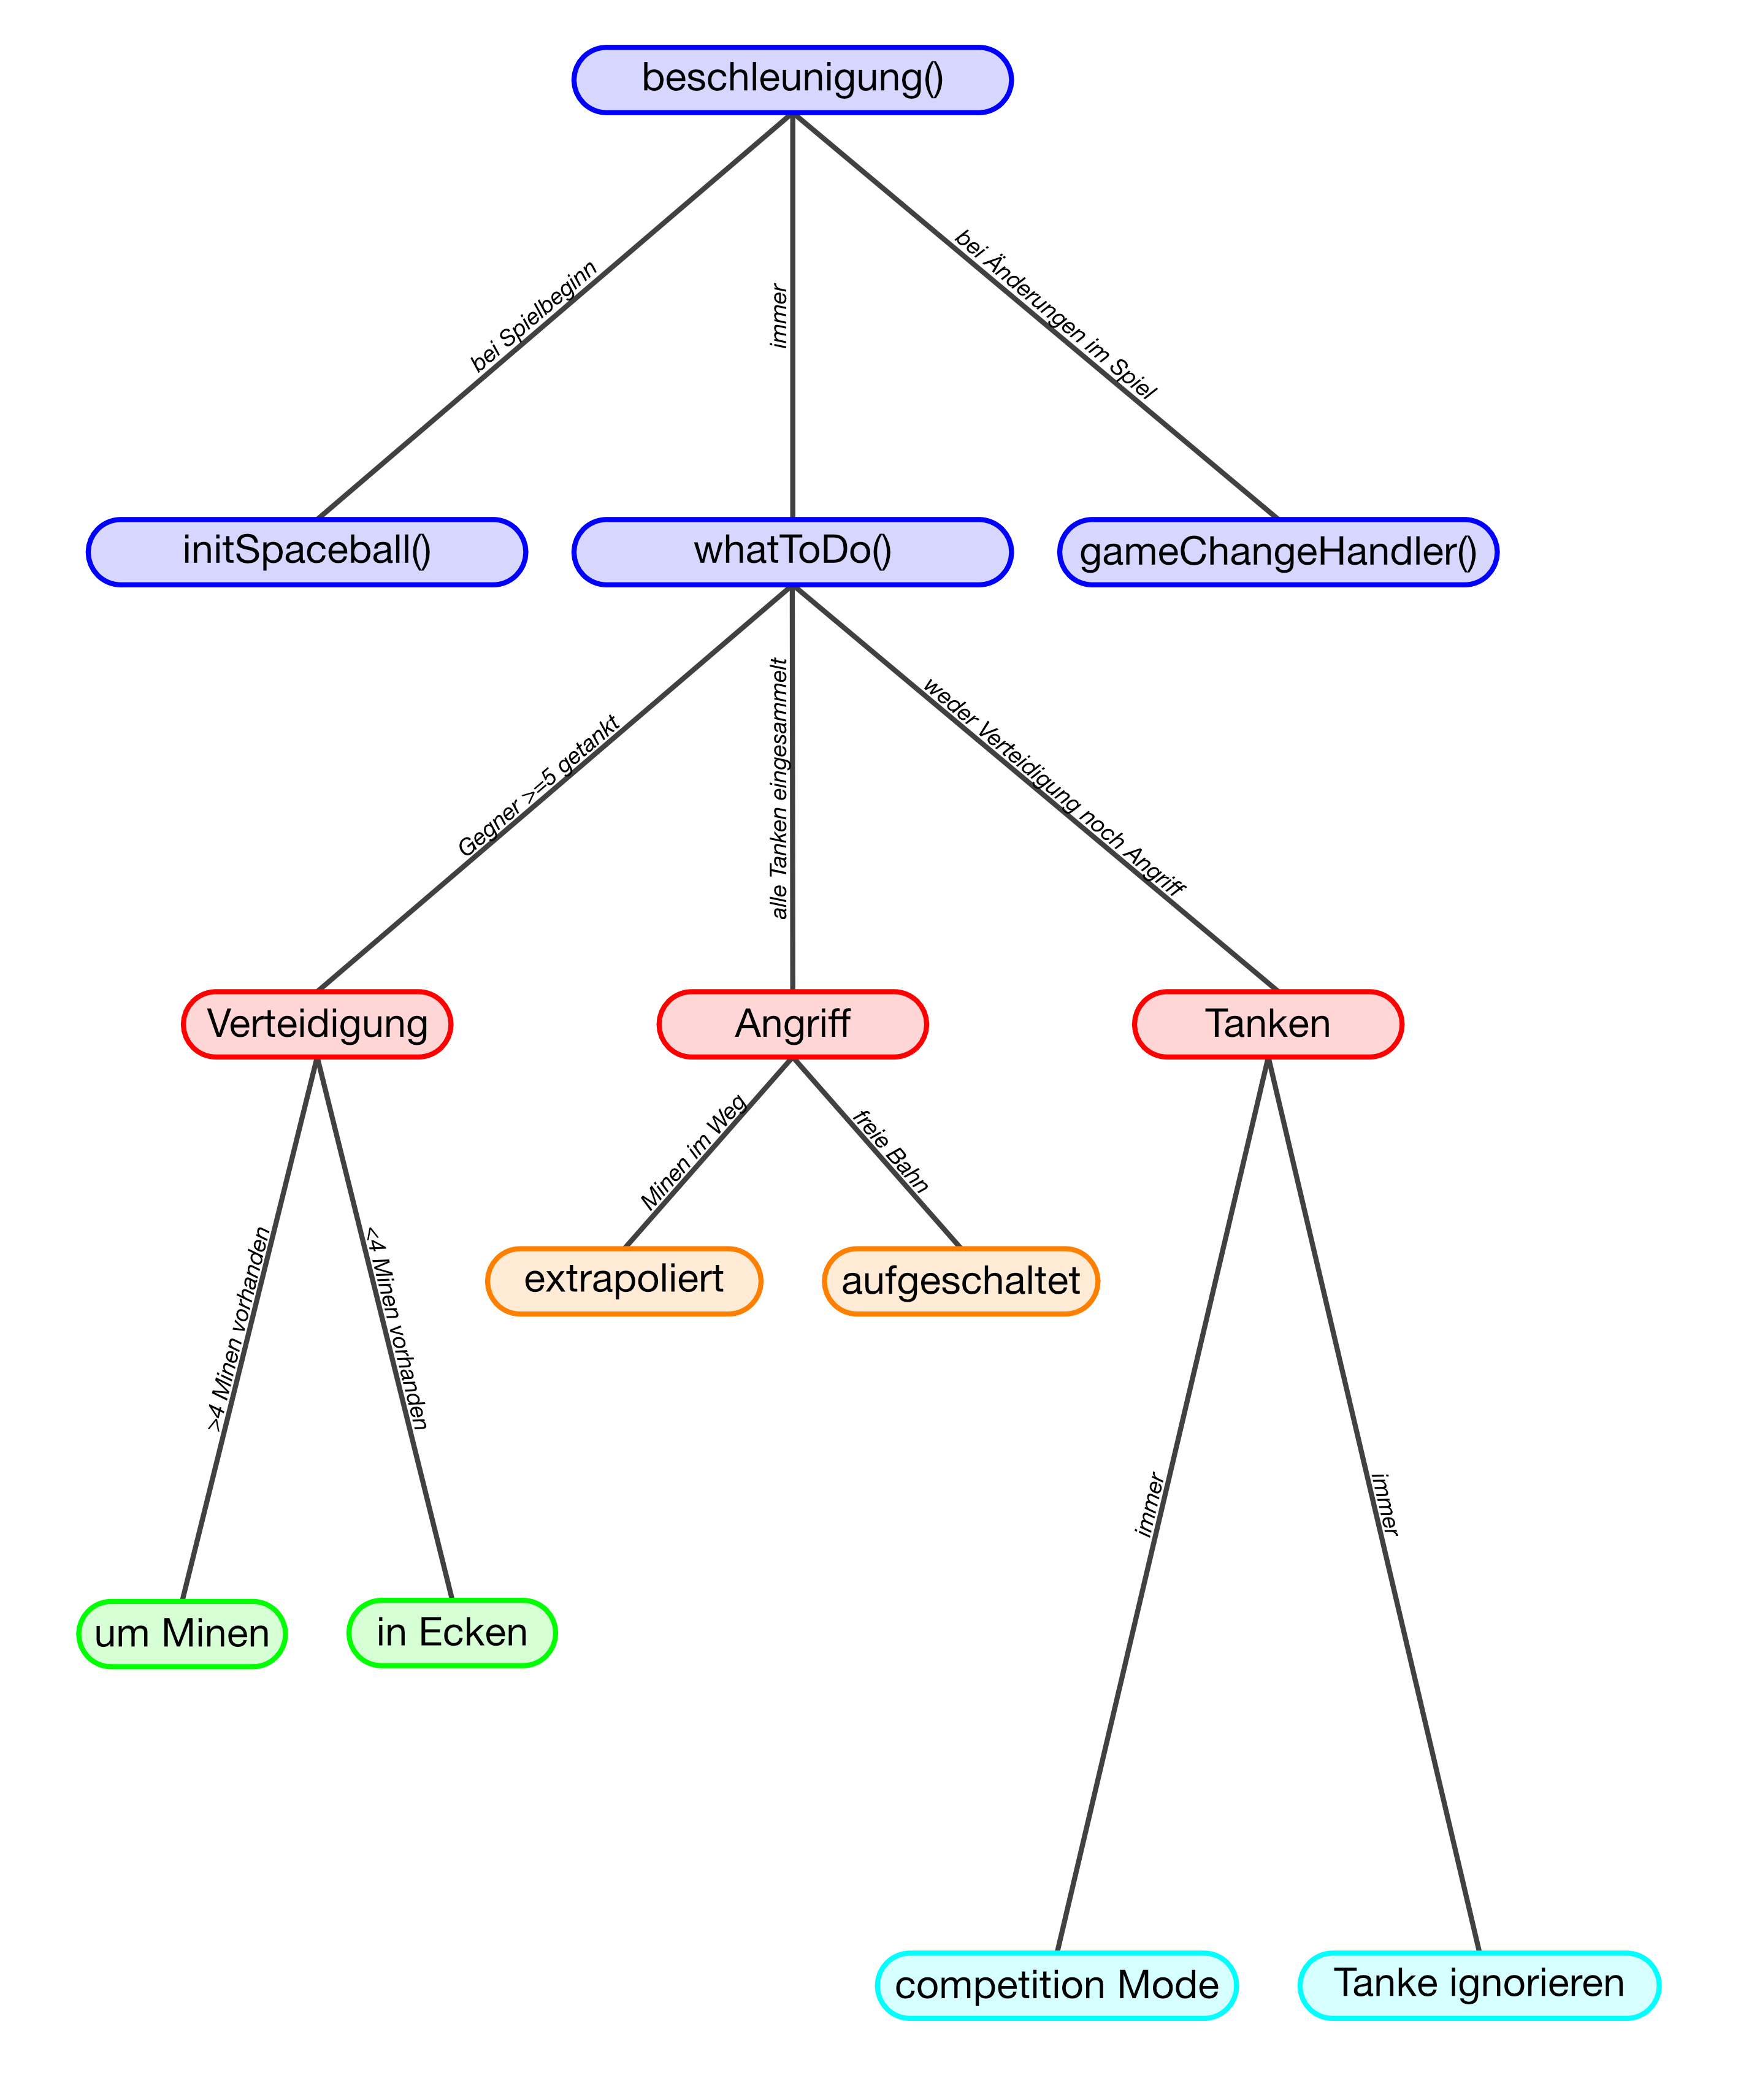 beschleunigung()
bei Spielbeginn
immer
bei Änderungen im Spiel
initSpaceball()
whatToDo()
gameChangeHandler()
Gegner >=5 getankt
alle Tanken eingesammelt
weder Verteidigung noch Angriff
Verteidigung
Angriff
Tanken
Minen im Weg
freie Bahn
>4 Minen vorhanden
<4 Minen vorhanden
extrapoliert
aufgeschaltet
immer
immer
um Minen
in Ecken
competition Mode
Tanke ignorieren